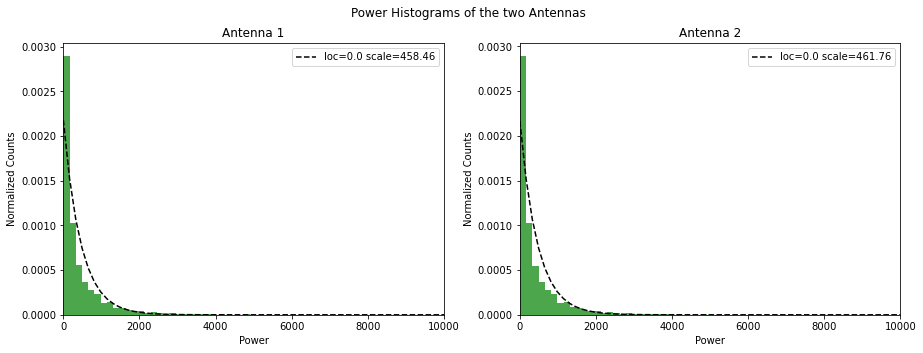 Power Histograms of the two Antennas
Antenna 1
loc=0.0 scale=458.46
Normalized Counts
0.0030
0.0025
0.0020
0.0015
0.0010
0.0005
0.0000
0 2000 4000 6000 8000 10000
Power
Antenna 2
loc=0.0 scale=461.76
Normalized Counts
0.0030
0.0025
0.0020
0.0015
0.0010
0.0005
0.0000
0 2000 4000 6000 8000 10000
Power